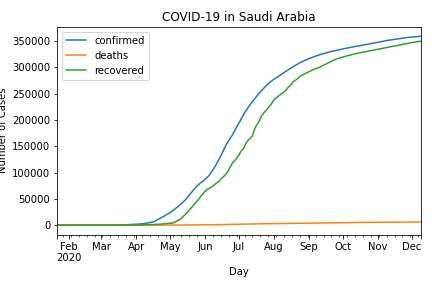 COVID-19 in Saudi Arabia
confirmed
deaths
recovered
350000
300000
250000
200000
150000
100000
50000
0
Number of Cases
Feb Mar Apr May Jun Jul Aug Sep Oct Nov Dec
2020
Day